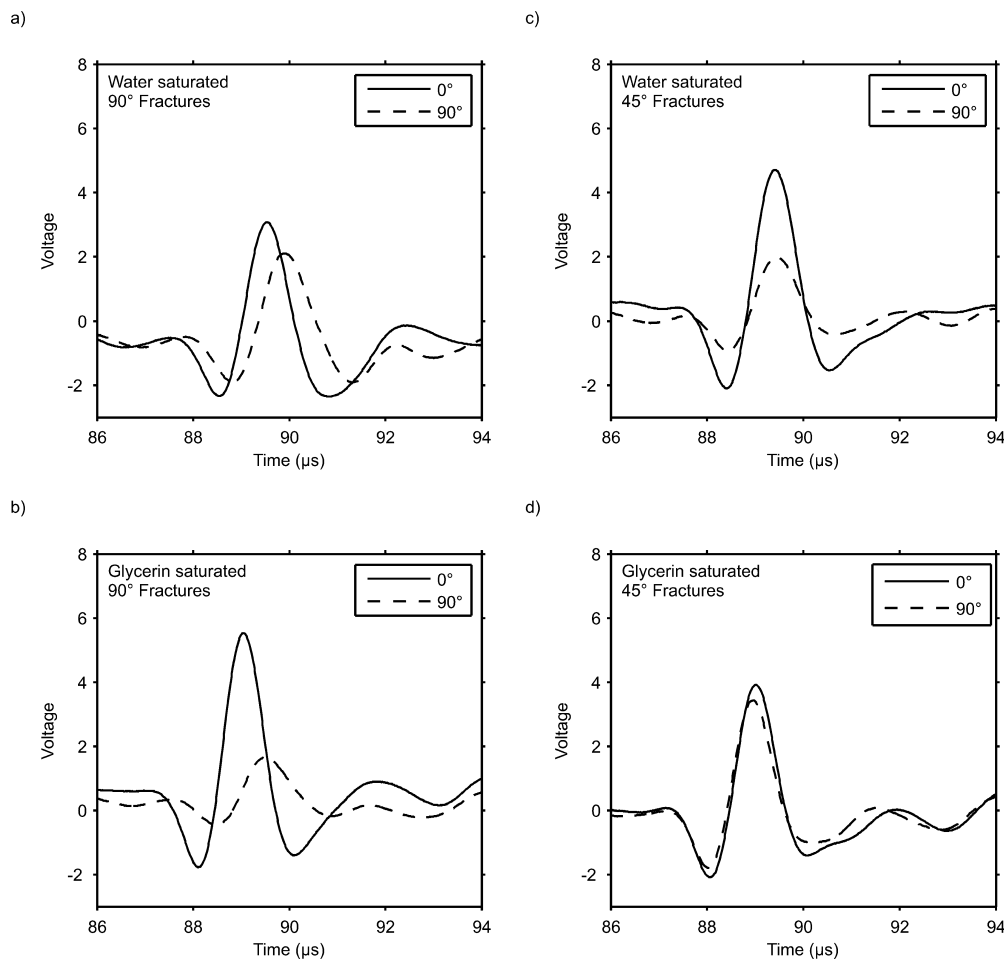 a)
8
6
4
2
0
-2
Voltage
Water saturated
90° Fractures
0°
90°
86
88
90
92
94
Time (µs)
c)
8
6
4
2
0
-2
Voltage
Water saturated
45° Fractures
0°
90°
86
88
90
92
94
Time (µs)
b)
8
6
4
2
0
-2
Voltage
Glycerin saturated
90° Fractures
0°
90°
86
88
90
92
94
Time (µs)
d)
8
6
4
2
0
-2
Voltage
Glycerin saturated
45° Fractures
0°
90°
86
88
90
92
94
Time (µs)